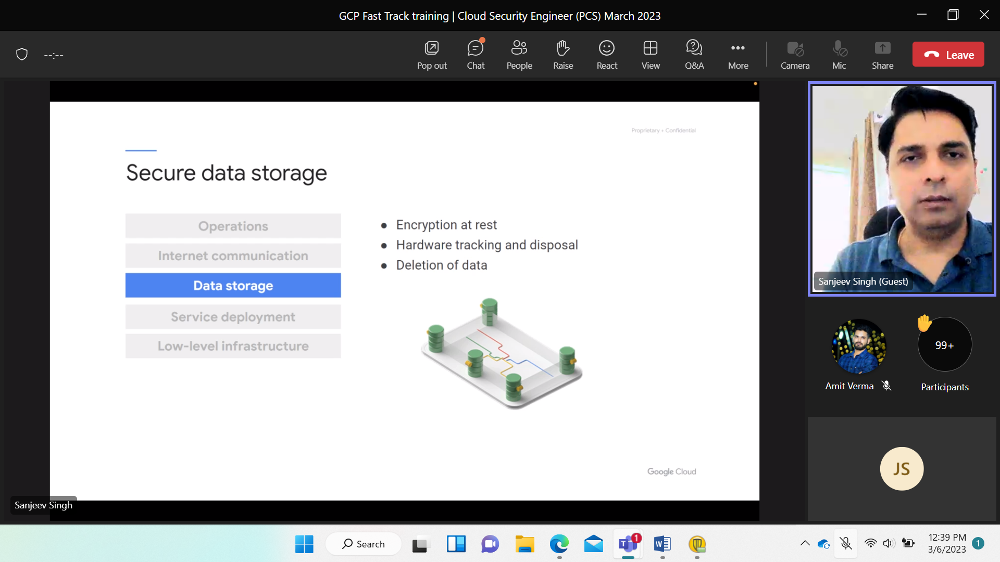 GCP Fast Track training | Cloud Security Engineer (PCS) March 2023
--:--
Pop out
Chat
People
Raise
React
View
Q&A
More
Camera
Mic
Share
Leave
Proprietary + Confidential
Secure data storage
Operations
Internet communication
Data storage
Service deployment
Low-level infrastructure
● Encryption at rest
● Hardware tracking and disposal
● Deletion of data
Google Cloud
Sanjeev Singh
Sanjeev Singh (Guest)
99+
Amit Verma
Participants
JS
Search
1
12:39 PM
3/6/2023
1